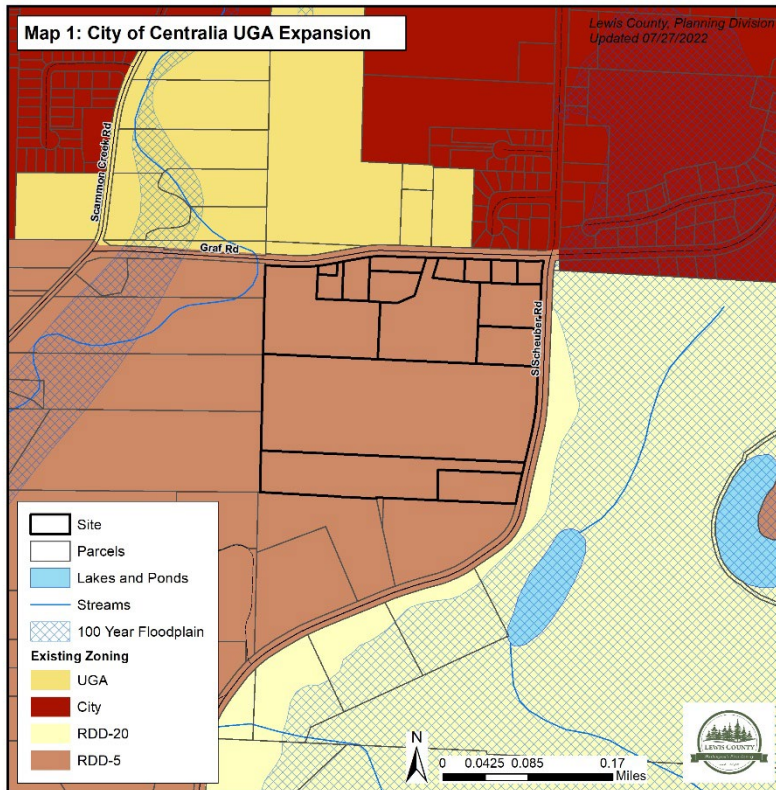 Map 1: City of Centralia UGA Expansion
Lewis County, Planning Division
Updated 07/27/2022
Scammon Creek Rd
Graf Rd
S Scheuber Rd
Site
Parcels
Lakes and Ponds
Streams
100 Year Floodplain
Existing Zoning
UGA
City
RDD-20
RDD-5
N
0 0.0425 0.085 0.17
Miles
LEWIS COUNTY